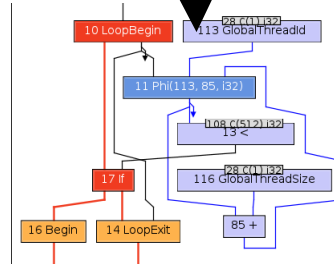 10 LoopBegin
28 C(1) i32
113 GlobalThreadId
11 Phi(113, 85, i32)
108 C(512) i32
13 <
17 If
28 C(1) i32
116 GlobalThreadSize
16 Begin
14 LoopExit
85 +